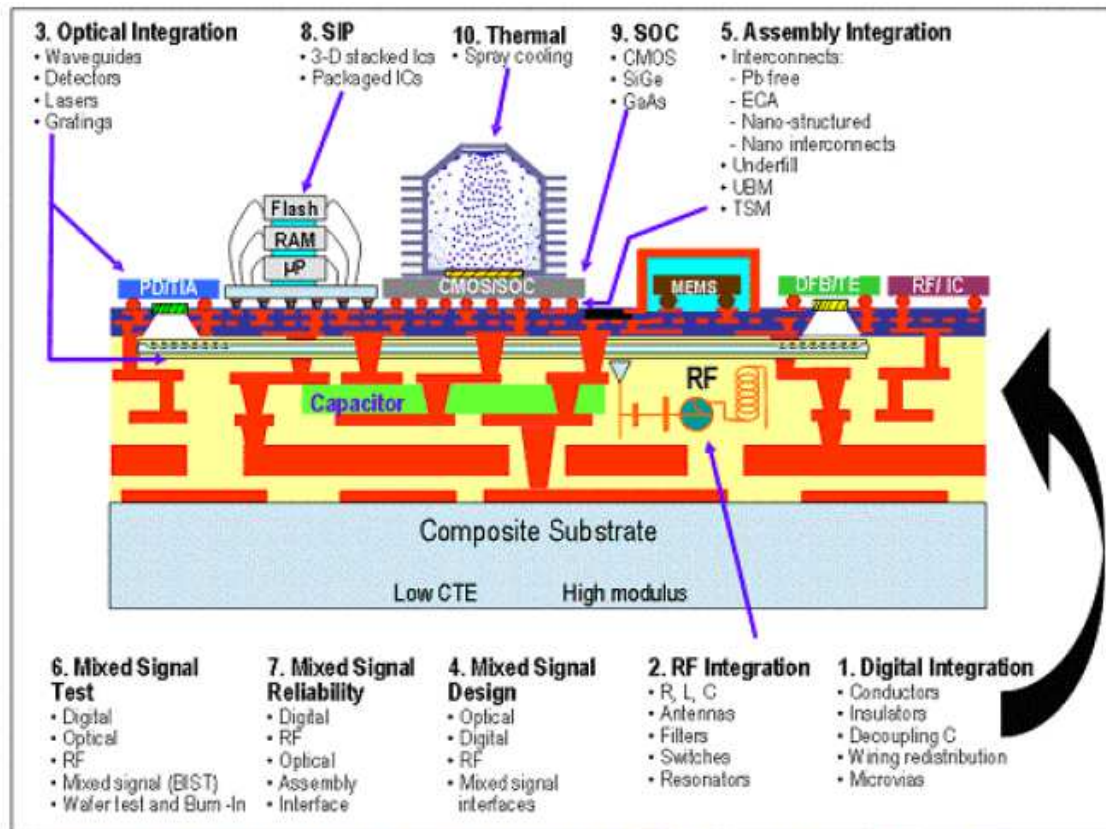 3. Optical Integration
• Waveguides
• Detectors
• Lasers
• Gratings
8. SIP
• 3-D stacked Ics
• Packaged ICs
10. Thermal
• Spray cooling
9. SOC
• CMOS
• SiGe
• GaAs
5. Assembly Integration
• Interconnects:
- Pb free
- ECA
- Nano-structured
- Nano interconnects
• Underfill
• UBM
• TSM
Flash
RAM
µP
PD/TIA
CMOS/SOC
MEMS
DFB/TE
RF/ IC
RF
Capacitor
Composite Substrate
Low CTE High modulus
6. Mixed Signal
Test
• Digital
• Optical
• RF
• Mixed signal (BIST)
• Wafer test and Burn -In
7. Mixed Signal
Reliability
• Digital
• RF
• Optical
• Assembly
• Interface
4. Mixed Signal
Design
• Optical
• Digital
• RF
• Mixed signal
interfaces
2. RF Integration
• R, L, C
• Antennas
• Filters
• Switches
• Resonators
1. Digital Integration
• Conductors
• Insulators
• Decoupling C
• Wiring redistribution
• Microvias